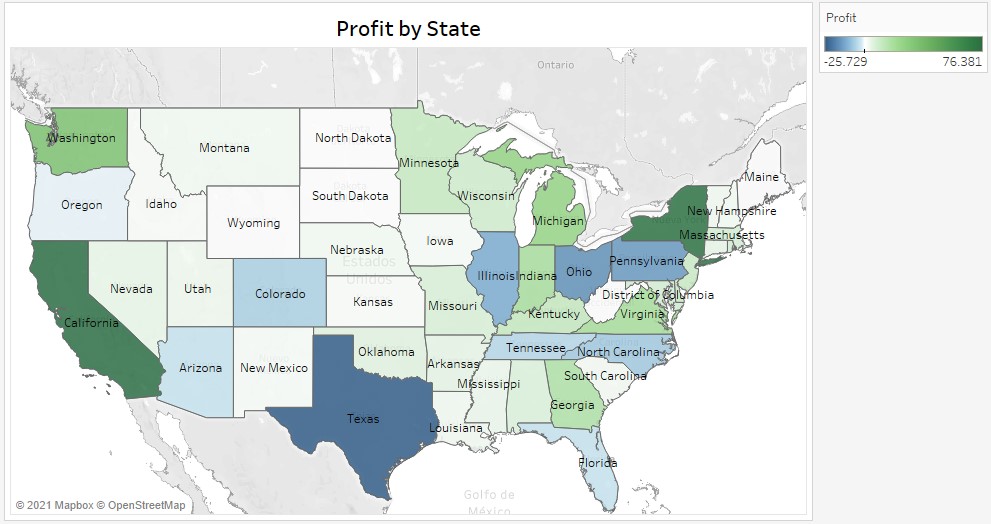 Profit by State
Profit
-25.729
76.381
Ontario
Washington
Montana
North Dakota
Minnesota
Maine
Oregon
Idaho
Wyoming
South Dakota
Wisconsin
Michigan
New Hampshire
Massachusetts
Nebraska
Iowa
Estados
Unidos
Nevada
Utah
Colorado
Kansas
Illinois
Indiana
Ohio
Pennsylvania
District of Columbia
Missouri
Kentucky
Virginia
California
Arizona
New Mexico
Oklahoma
Arkansas
Tennessee
North Carolina
South Carolina
Mississippi
Georgia
Texas
Louisiana
Florida
Golfo de
México
© 2021 Mapbox © OpenStreetMap